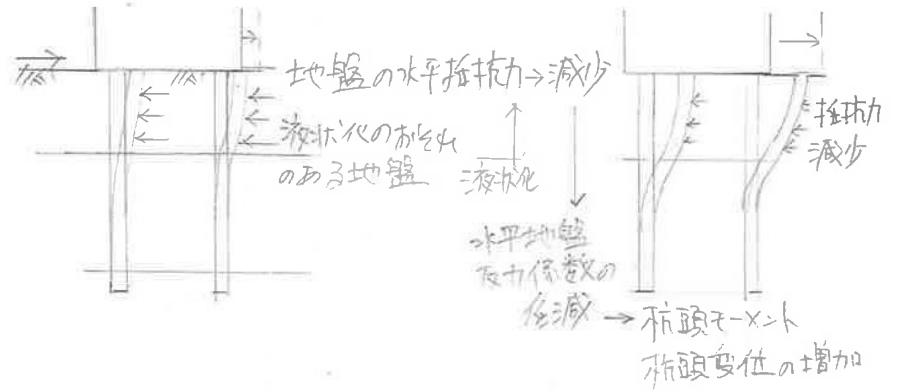 地盤の水平抵抗力→減少
液状化のおそれ
のある地盤
液状化
抵抗力
減少
水平地盤
反力係数の
低減 → 杭頭モーメント
杭頭変位の増加